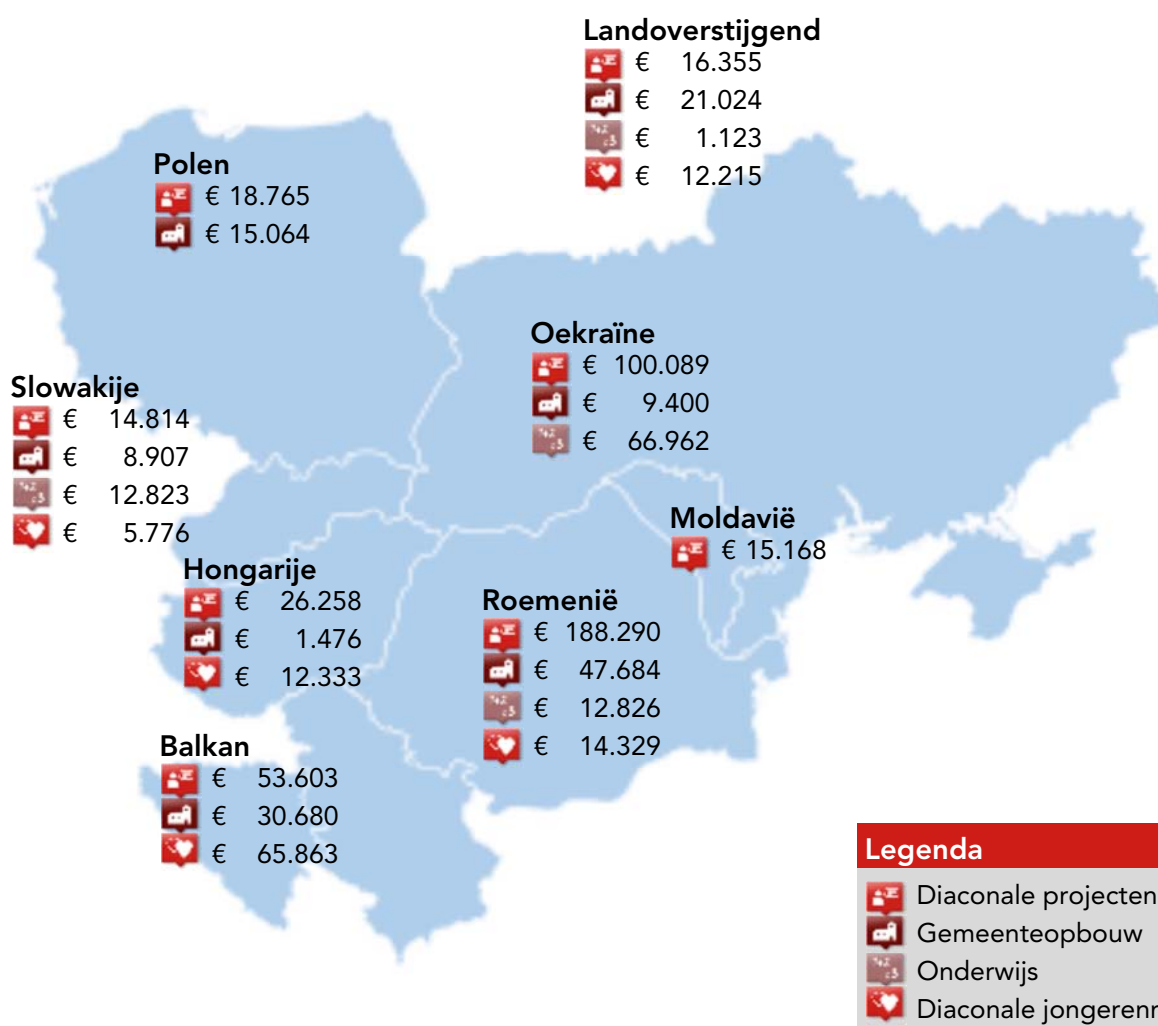 Landoverstijgend
€ 16.355
€ 21.024
€ 1.123
€ 12.215
Polen
€ 18.765
€ 15.064
Oekraïne
€ 100.089
€ 9.400
€ 66.962
Slowakije
€ 14.814
€ 8.907
€ 12.823
€ 5.776
Moldavië
€ 15.168
Hongarije
€ 26.258
€ 1.476
€ 12.333
Roemenië
€ 188.290
€ 47.684
€ 12.826
€ 14.329
Balkan
€ 53.603
€ 30.680
€ 65.863
Legenda
Diaconale projecten
Gemeenteopbouw
Onderwijs
Diaconale